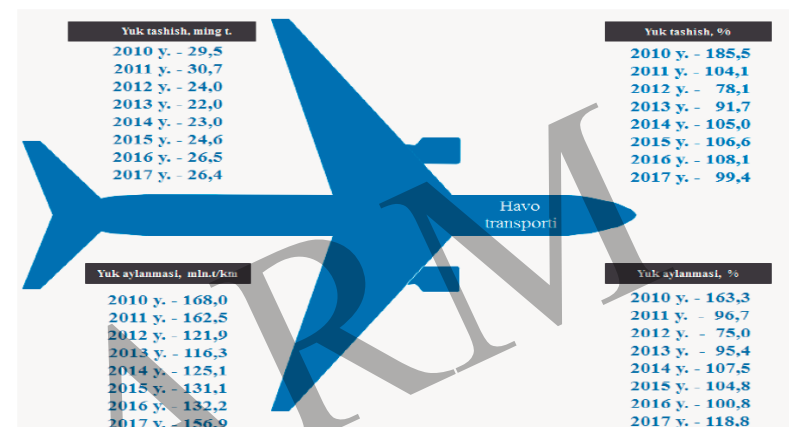 Yuk tashish, ming t.
2010 y. - 29,5
2011 y. - 30,7
2012 y. - 24,0
2013 y. - 22,0
2014 y. - 23,0
2015 y. - 24,6
2016 y. - 26,5
2017 y. - 26,4
Yuk tashish, %
2010 y. - 185,5
2011 y. - 104,1
2012 y. - 78,1
2013 y. - 91,7
2014 y. - 105,0
2015 y. - 106,6
2016 y. - 108,1
2017 y. - 99,4
Havo
transporti
Yuk aylanmasi, mln.t/km
2010 y. - 168,0
2011 y. - 162,5
2012 y. - 121,9
2013 y. - 116,3
2014 y. - 125,1
2015 y. - 131,1
2016 y. - 132,2
2017 y. - 156,9
Yuk aylanmasi, %
2010 y. - 163,3
2011 y. - 96,7
2012 y. - 75,0
2013 y. - 95,4
2014 y. - 107,5
2015 y. - 104,8
2016 y. - 100,8
2017 y. - 118,8
ARM